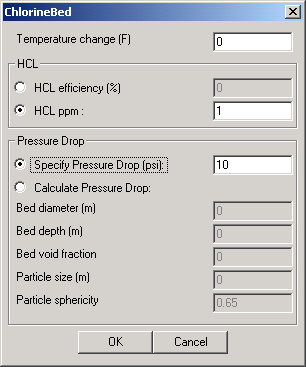 ChlorineBed
Temperature change (F) 0
HCL
HCL efficiency (%) 0
HCL ppm : 1
Pressure Drop
Specify Pressure Drop (psi): 10
Calculate Pressure Drop:
Bed diameter (m) 0
Bed depth (m) 0
Bed void fraction 0
Particle size (m) 0
Particle sphericity 0.65
OK Cancel